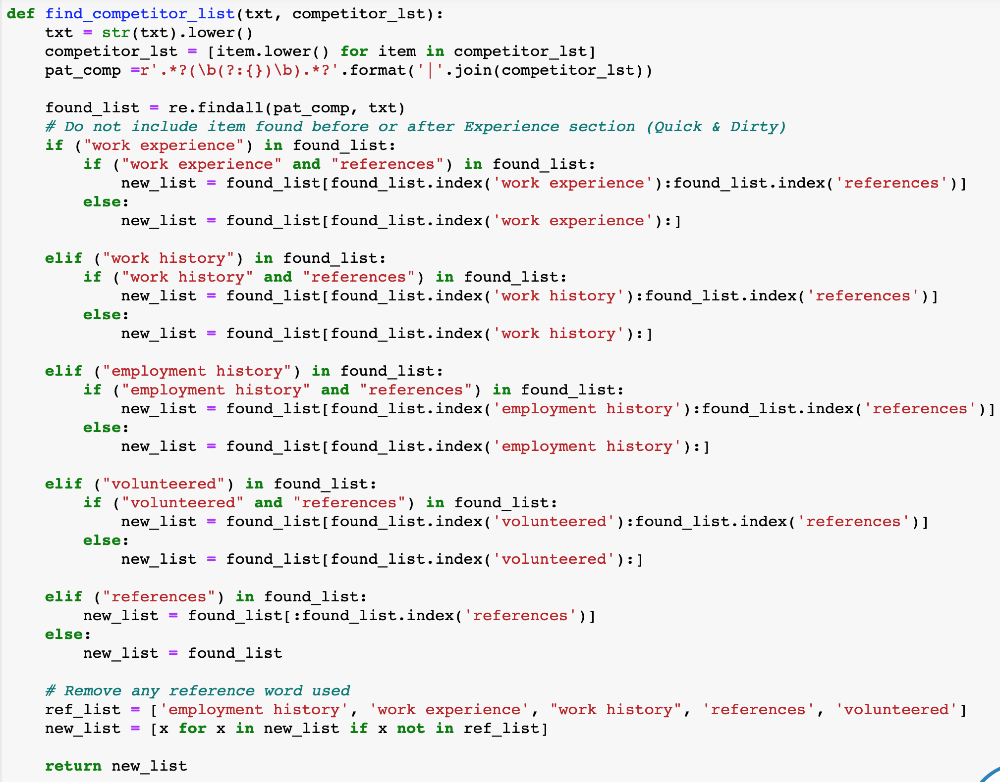 def find_competitor_list(txt, competitor_lst):
    txt = str(txt).lower()
    competitor_lst = [item.lower() for item in competitor_lst]
    pat_comp =r'.*?(\b(?:{})\b).*?'.format('|'.join(competitor_lst))

    found_list = re.findall(pat_comp, txt)
    # Do not include item found before or after Experience section (Quick & Dirty)
    if ("work experience") in found_list:
        if ("work experience" and "references") in found_list:
            new_list = found_list[found_list.index('work experience'):found_list.index('references')]
        else:
            new_list = found_list[found_list.index('work experience'):]

    elif ("work history") in found_list:
        if ("work history" and "references") in found_list:
            new_list = found_list[found_list.index('work history'):found_list.index('references')]
        else:
            new_list = found_list[found_list.index('work history'):]

    elif ("employment history") in found_list:
        if ("employment history" and "references") in found_list:
            new_list = found_list[found_list.index('employment history'):found_list.index('references')]
        else:
            new_list = found_list[found_list.index('employment history'):]

    elif ("volunteered") in found_list:
        if ("volunteered" and "references") in found_list:
            new_list = found_list[found_list.index('volunteered'):found_list.index('references')]
        else:
            new_list = found_list[found_list.index('volunteered'):]

    elif ("references") in found_list:
        new_list = found_list[:found_list.index('references')]
    else:
        new_list = found_list

    # Remove any reference word used
    ref_list = ['employment history', 'work experience', "work history", 'references', 'volunteered']
    new_list = [x for x in new_list if x not in ref_list]

    return new_list